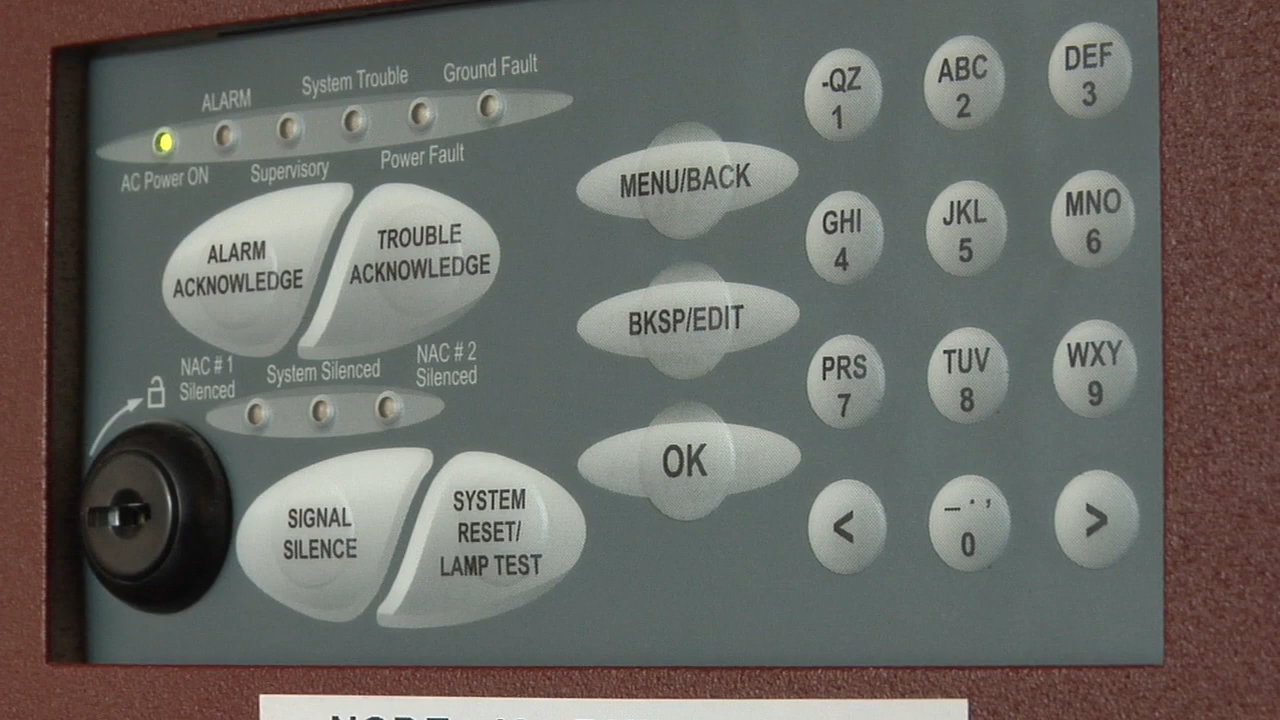 ALARM
System Trouble
Ground Fault
AC Power ON
Supervisory
Power Fault
ALARM
ACKNOWLEDGE
TROUBLE
ACKNOWLEDGE
NAC # 1
Silenced
System Silenced
NAC # 2
Silenced
SIGNAL
SILENCE
SYSTEM
RESET/
LAMP TEST
MENU/BACK
BKSP/EDIT
OK
-QZ
1
ABC
2
DEF
3
GHI
4
JKL
5
MNO
6
PRS
7
TUV
8
WXY
9
<
_ . ,
0
>